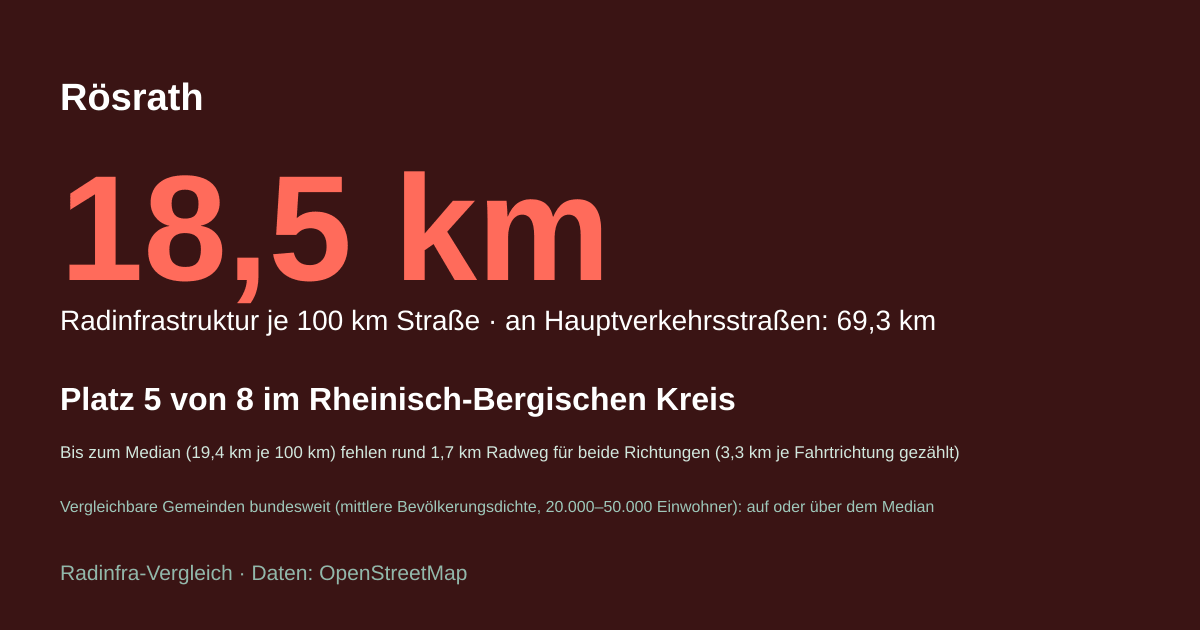 Rösrath
18,5 km
Radinfrastruktur je 100 km Straße · an Hauptverkehrsstraßen: 69,3 km
Platz 5 von 8 im Rheinisch-Bergischen Kreis
Bis zum Median (19,4 km je 100 km) fehlen rund 1,7 km Radweg für beide Richtungen (3,3 km je Fahrtrichtung gezählt)
Vergleichbare Gemeinden bundesweit (mittlere Bevölkerungsdichte, 20.000–50.000 Einwohner): auf oder über dem Median
Radinfra-Vergleich · Daten: OpenStreetMap